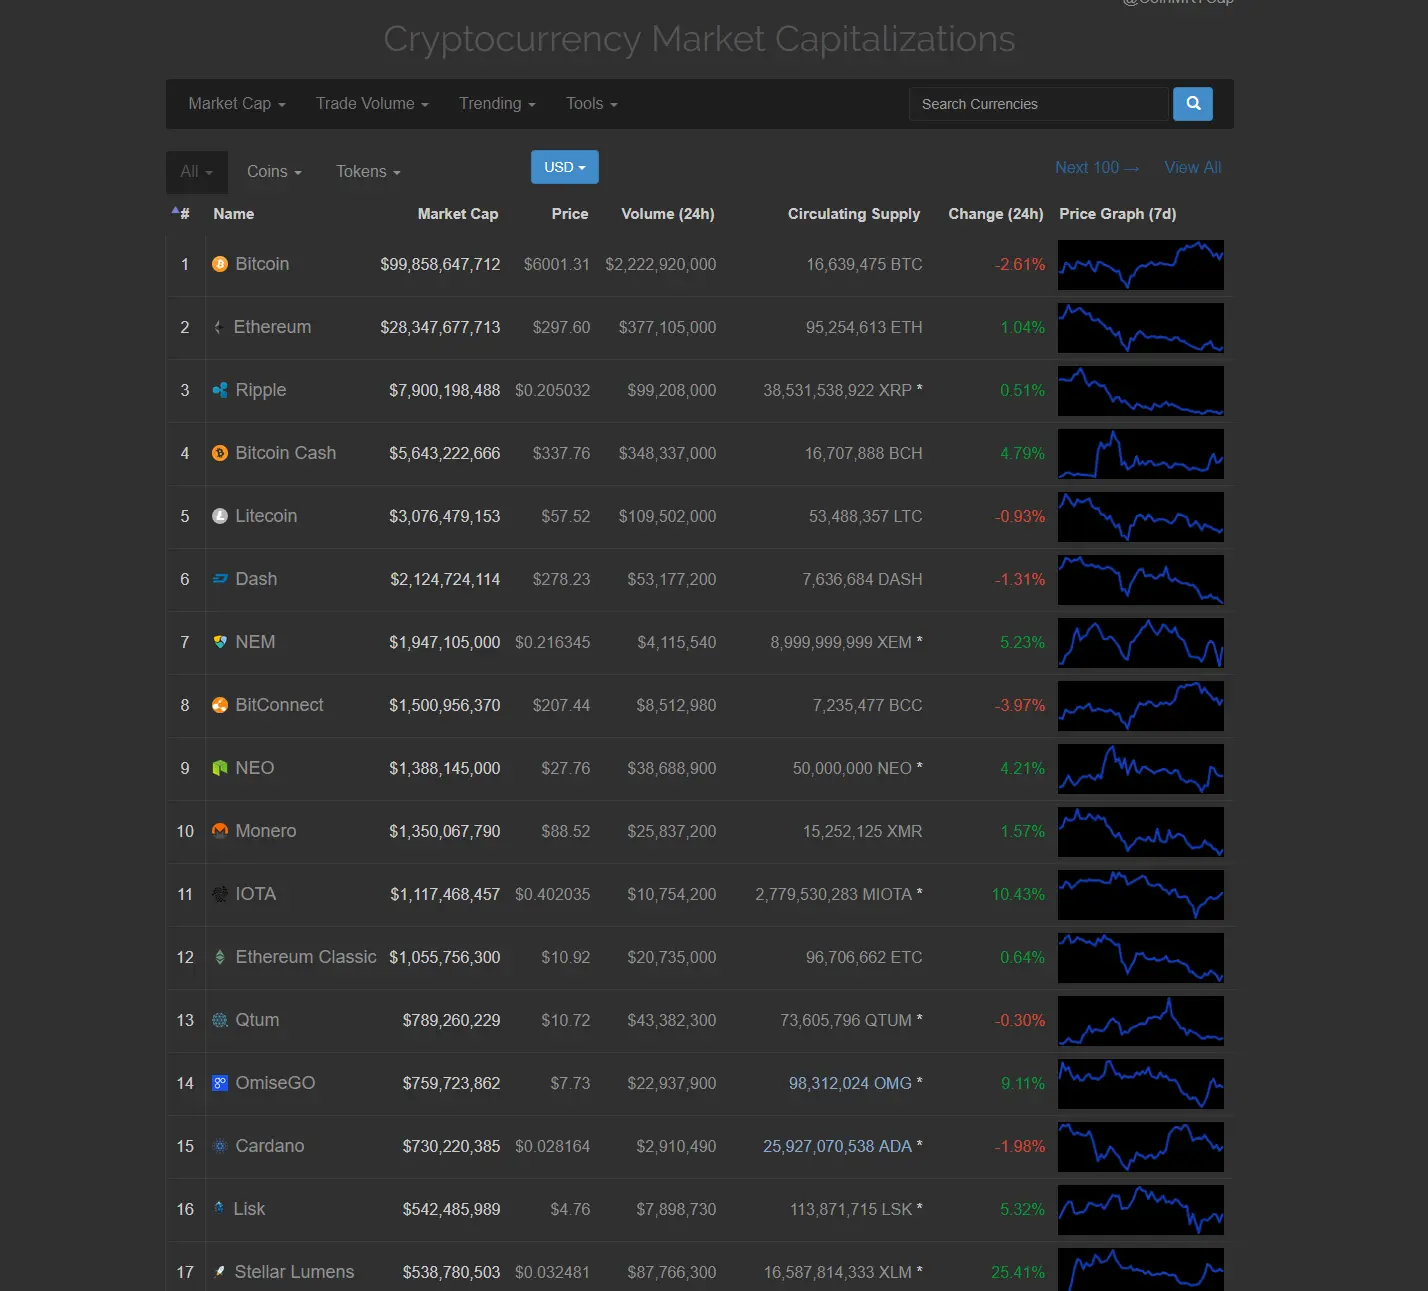 @CoinMKTCap
Cryptocurrency Market Capitalizations
Market Cap Trade Volume Trending Tools Search Currencies
All Coins Tokens USD Next 100 → View All
# Name Market Cap Price Volume (24h) Circulating Supply Change (24h) Price Graph (7d)
1 Bitcoin $99,858,647,712 $6001.31 $2,222,920,000 16,639,475 BTC -2.61%
2 Ethereum $28,347,677,713 $297.60 $377,105,000 95,254,613 ETH 1.04%
3 Ripple $7,900,198,488 $0.205032 $99,208,000 38,531,538,922 XRP * 0.51%
4 Bitcoin Cash $5,643,222,666 $337.76 $348,337,000 16,707,888 BCH 4.79%
5 Litecoin $3,076,479,153 $57.52 $109,502,000 53,488,357 LTC -0.93%
6 Dash $2,124,724,114 $278.23 $53,177,200 7,636,684 DASH -1.31%
7 NEM $1,947,105,000 $0.216345 $4,115,540 8,999,999,999 XEM * 5.23%
8 BitConnect $1,500,956,370 $207.44 $8,512,980 7,235,477 BCC -3.97%
9 NEO $1,388,145,000 $27.76 $38,688,900 50,000,000 NEO * 4.21%
10 Monero $1,350,067,790 $88.52 $25,837,200 15,252,125 XMR 1.57%
11 IOTA $1,117,468,457 $0.402035 $10,754,200 2,779,530,283 MIOTA * 10.43%
12 Ethereum Classic $1,055,756,300 $10.92 $20,735,000 96,706,662 ETC 0.64%
13 Qtum $789,260,229 $10.72 $43,382,300 73,605,796 QTUM * -0.30%
14 OmiseGO $759,723,862 $7.73 $22,937,900 98,312,024 OMG * 9.11%
15 Cardano $730,220,385 $0.028164 $2,910,490 25,927,070,538 ADA * -1.98%
16 Lisk $542,485,989 $4.76 $7,898,730 113,871,715 LSK * 5.32%
17 Stellar Lumens $538,780,503 $0.032481 $87,766,300 16,587,814,333 XLM * 25.41%